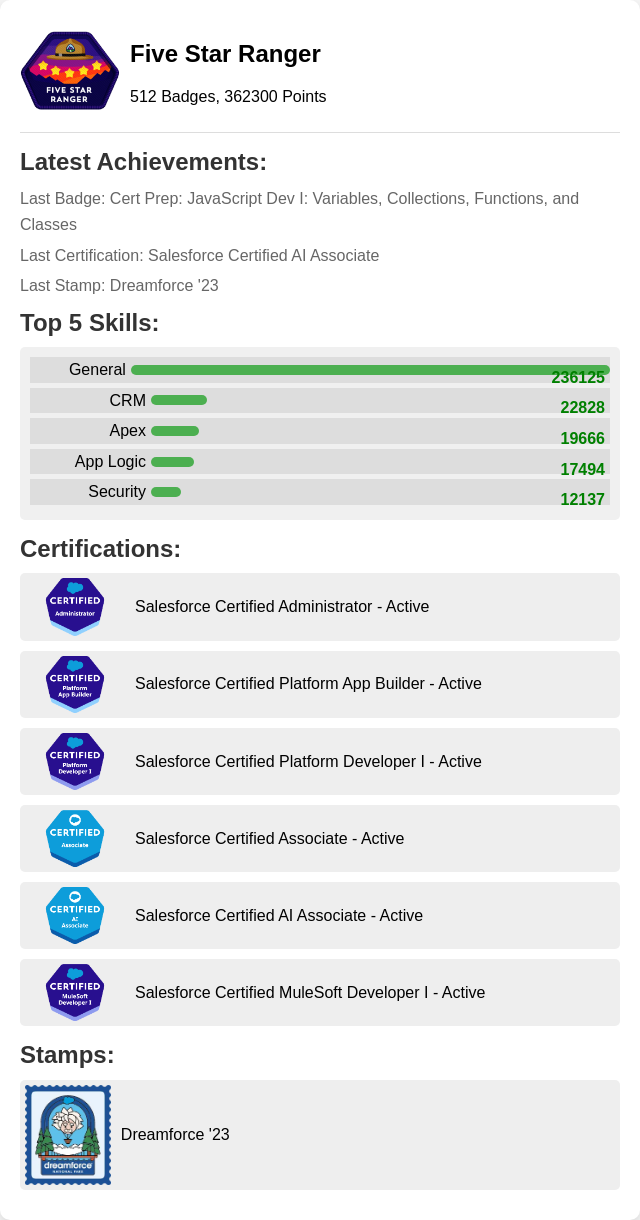 FIVE STAR
RANGER
Five Star Ranger
512 Badges, 362300 Points
Latest Achievements:
Last Badge: Cert Prep: JavaScript Dev I: Variables, Collections, Functions, and
Classes
Last Certification: Salesforce Certified AI Associate
Last Stamp: Dreamforce '23
Top 5 Skills:
General 236125
CRM 22828
Apex 19666
App Logic 17494
Security 12137
Certifications:
CERTIFIED
Administrator
Salesforce Certified Administrator - Active
CERTIFIED
Platform
App Builder
Salesforce Certified Platform App Builder - Active
CERTIFIED
Platform
Developer I
Salesforce Certified Platform Developer I - Active
CERTIFIED
Associate
Salesforce Certified Associate - Active
CERTIFIED
AI
Associate
Salesforce Certified AI Associate - Active
CERTIFIED
MuleSoft
Developer I
Salesforce Certified MuleSoft Developer I - Active
Stamps:
dreamforce
NATIONAL PARK
Dreamforce '23